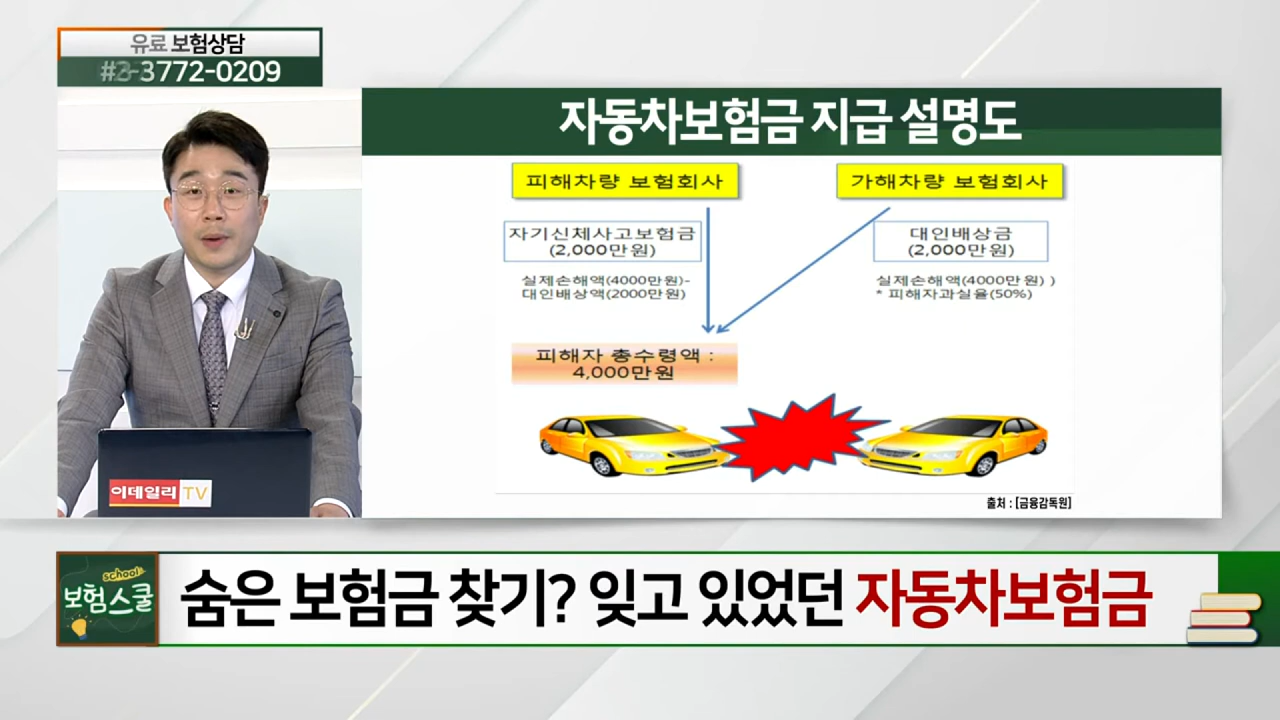 유료 보험상담
3772-0209
자동차보험금 지급 설명도
피해차량 보험회사
가해차량 보험회사
자기신체사고보험금
(2,000만원)
대인배상금
(2,000만원)
실제손해액(4000만원)-
대인배상액(2000만원)
실제손해액(4000만원) )
* 피해자과실율(50%)
피해자 총수령액 :
4,000만원
이데일리 TV
출처 : [금융감독원]
school
보험스쿨
숨은 보험금 찾기? 잊고 있었던 자동차보험금